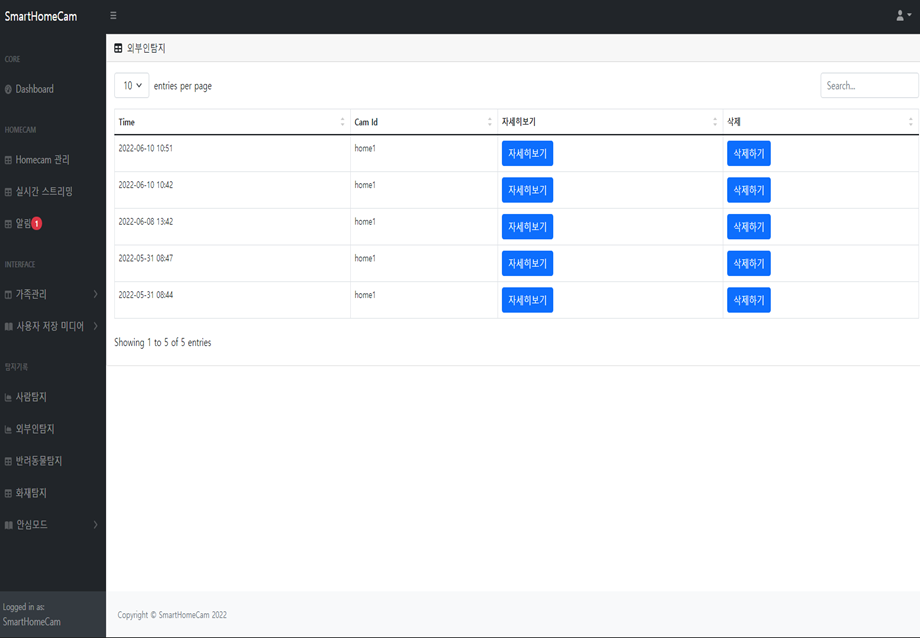 SmartHomeCam
CORE
Dashboard
HOMECAM
Homecam 관리
실시간 스트리밍
알림 1
INTERFACE
가족관리
사용자 저장 미디어
탐지기록
사람탐지
외부인탐지
반려동물탐지
화재탐지
안심모드
Logged in as:
SmartHomeCam
외부인탐지
10 entries per page
Search...
Time Cam Id 자세히보기 삭제
2022-06-10 10:51 home1 자세히보기 삭제하기
2022-06-10 10:42 home1 자세히보기 삭제하기
2022-06-08 13:42 home1 자세히보기 삭제하기
2022-05-31 08:47 home1 자세히보기 삭제하기
2022-05-31 08:44 home1 자세히보기 삭제하기
Showing 1 to 5 of 5 entries
Copyright © SmartHomeCam 2022